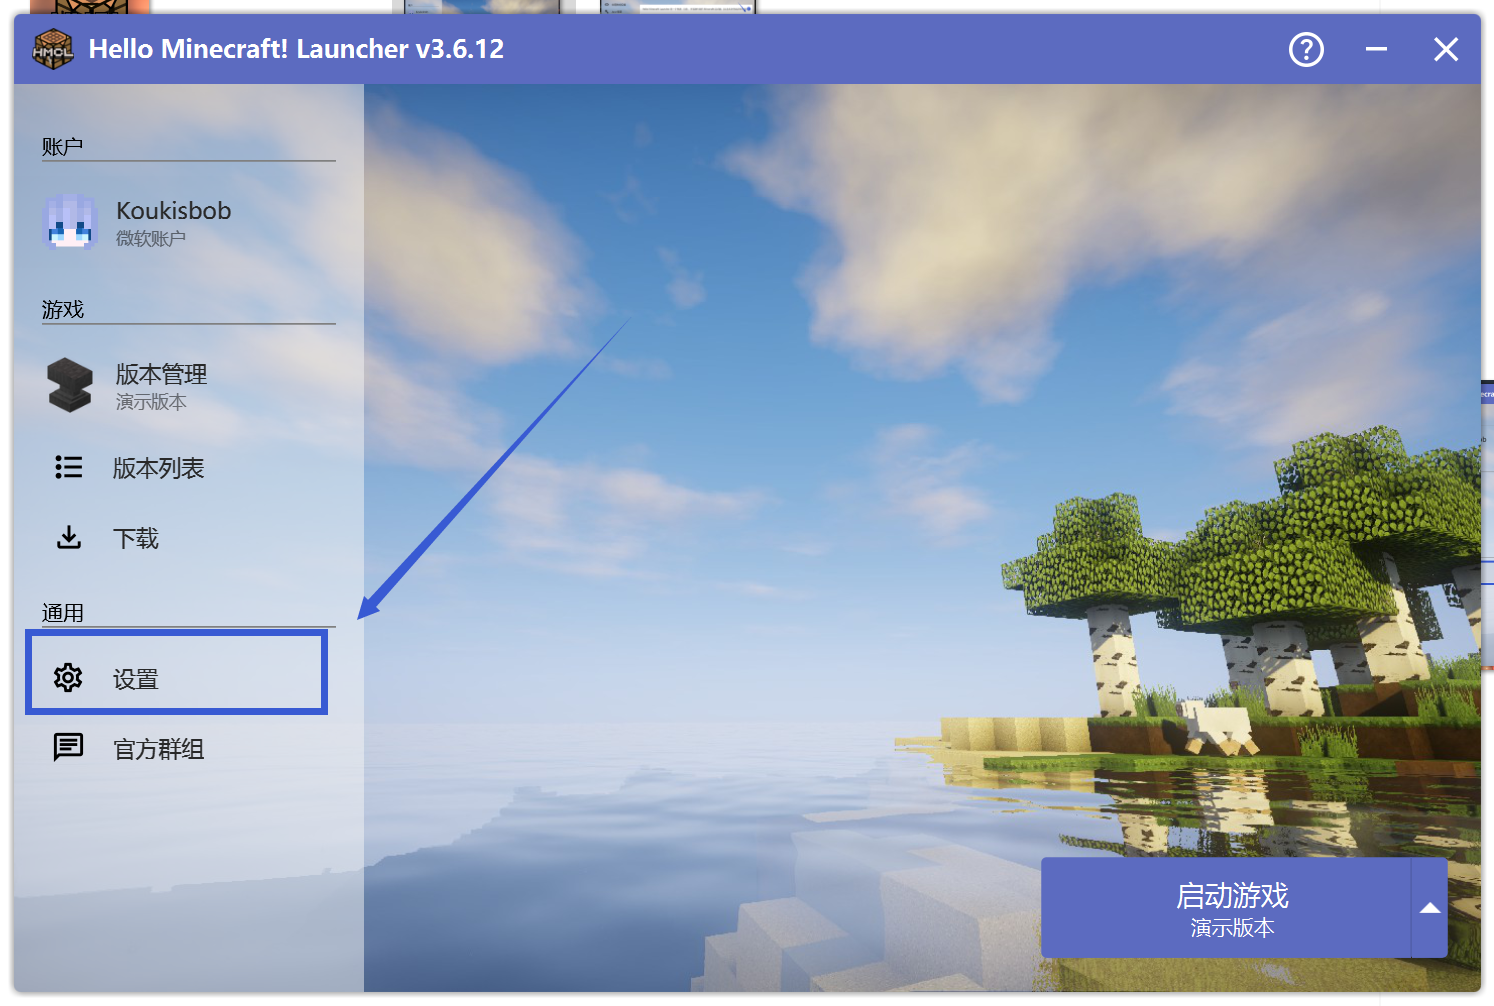 HMCL
Hello Minecraft! Launcher v3.6.12
账户
Koukisbob
微软账户
游戏
版本管理
演示版本
版本列表
下载
通用
设置
官方群组
启动游戏
演示版本